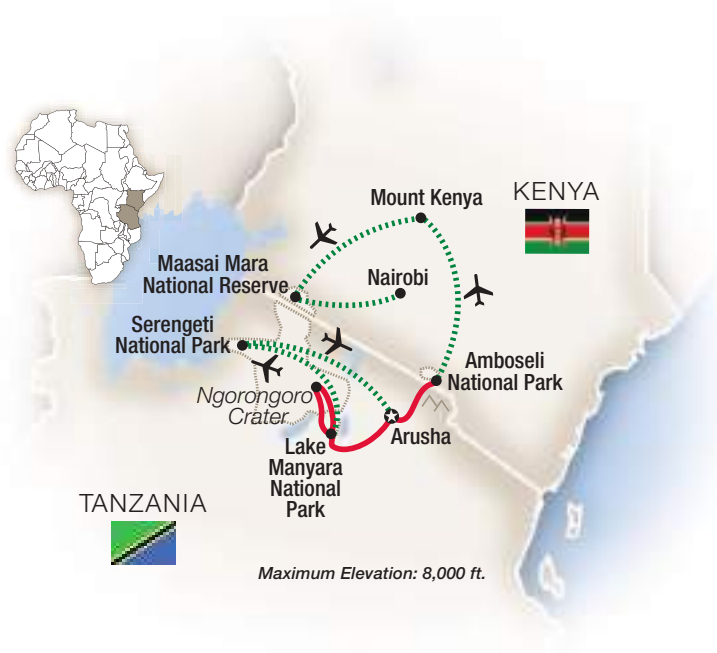 Mount Kenya
KENYA
Maasai Mara
National Reserve
Nairobi
Serengeti
National Park
Amboseli
National Park
Ngorongoro
Crater
Arusha
Lake
Manyara
National
Park
TANZANIA
Maximum Elevation: 8,000 ft.